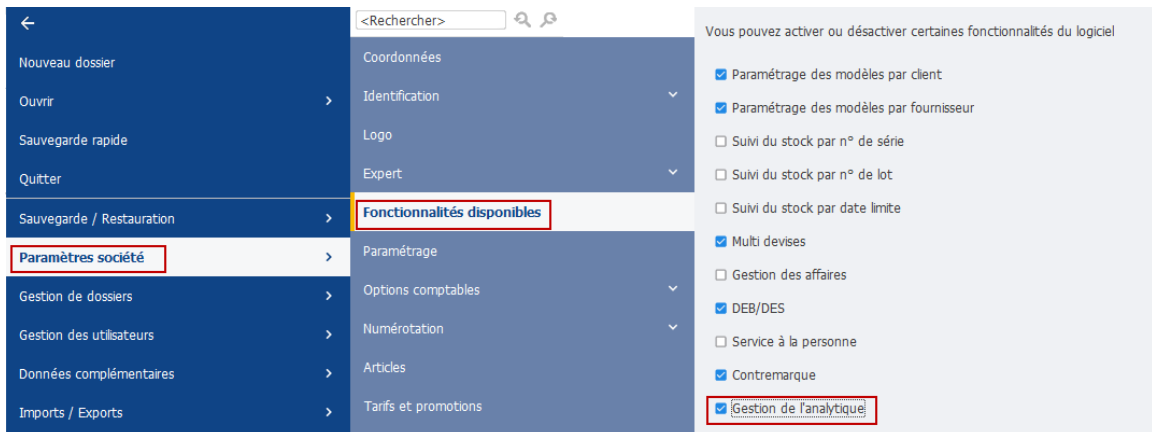 Nouveau dossier
Ouvrir
Sauvegarde rapide
Quitter
Sauvegarde / Restauration
Paramètres société
Gestion de dossiers
Gestion des utilisateurs
Données complémentaires
Imports / Exports
<Rechercher>
Coordonnées
Identification
Logo
Expert
Fonctionnalités disponibles
Paramétrage
Options comptables
Numérotation
Articles
Tarifs et promotions
Vous pouvez activer ou désactiver certaines fonctionnalités du logiciel
Paramétrage des modèles par client
Paramétrage des modèles par fournisseur
Suivi du stock par n° de série
Suivi du stock par n° de lot
Suivi du stock par date limite
Multi devises
Gestion des affaires
DEB/DES
Service à la personne
Contremarque
Gestion de l'analytique